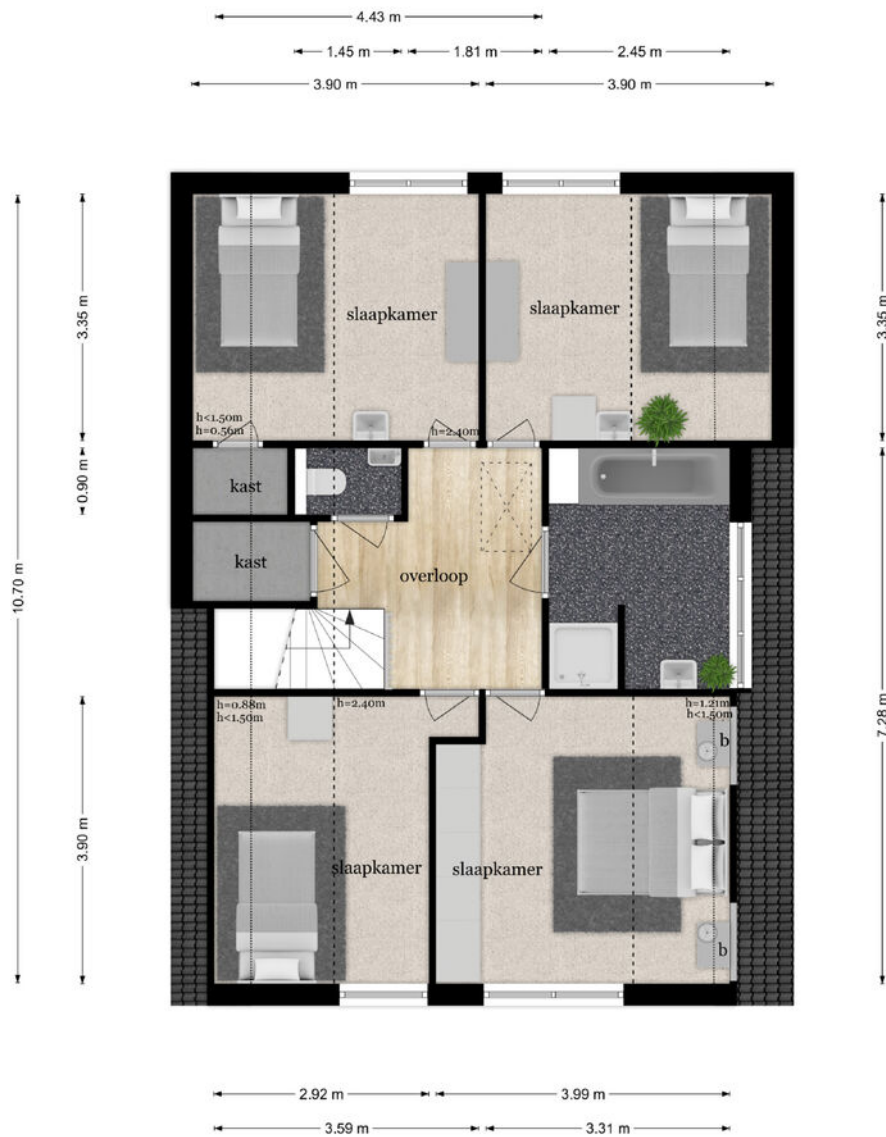 4.43 m
1.45 m
1.81 m
2.45 m
3.90 m
3.90 m
3.35 m
3.35 m
slaapkamer
slaapkamer
h<1.50m
h=0.56m
h=2.40m
0.90 m
kast
kast
overloop
10.70 m
7.28 m
h=0.88m
h<1.50m
h=2.40m
h=1.21m
h<1.50m
b
3.90 m
slaapkamer
slaapkamer
b
2.92 m
3.99 m
3.59 m
3.31 m